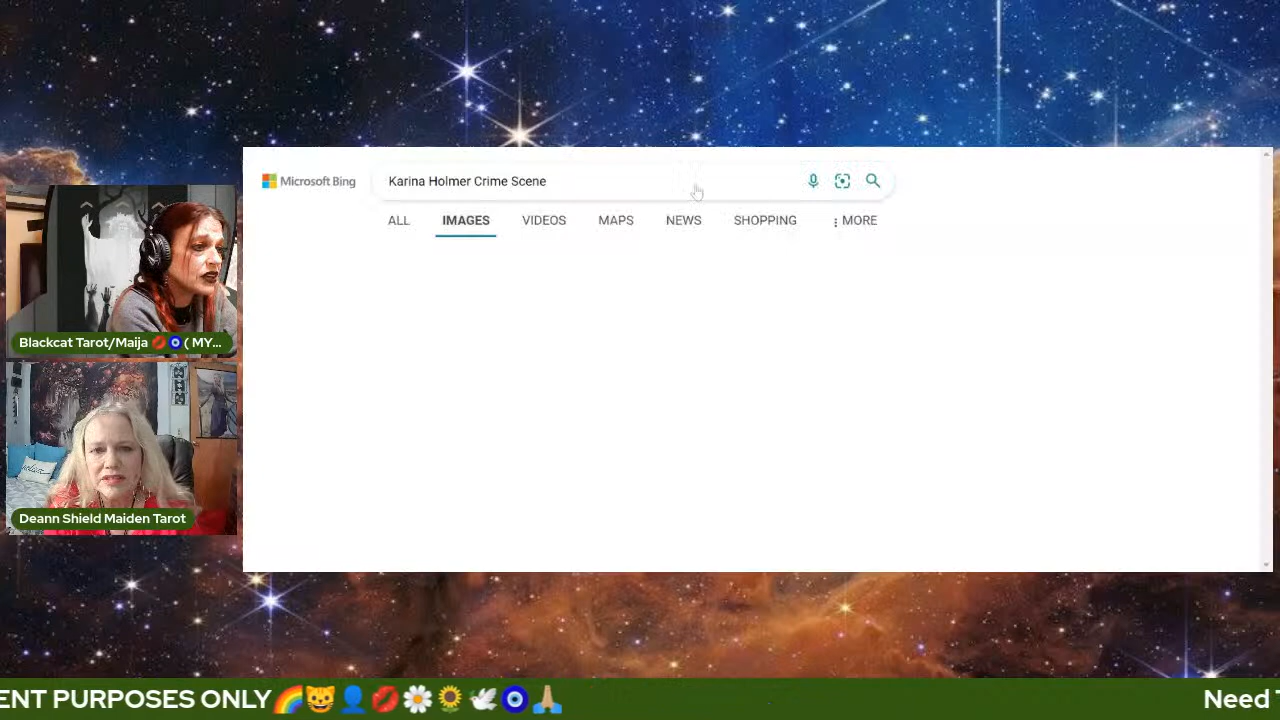 Microsoft Bing
Karina Holmer Crime Scene
ALL IMAGES VIDEOS MAPS NEWS SHOPPING MORE
Blackcat Tarot/Maija 💋🧿( MY...
Deann Shield Maiden Tarot
ENT PURPOSES ONLY🌈😺👤💋🌼🌻🕊🧿🙏🏼
Need